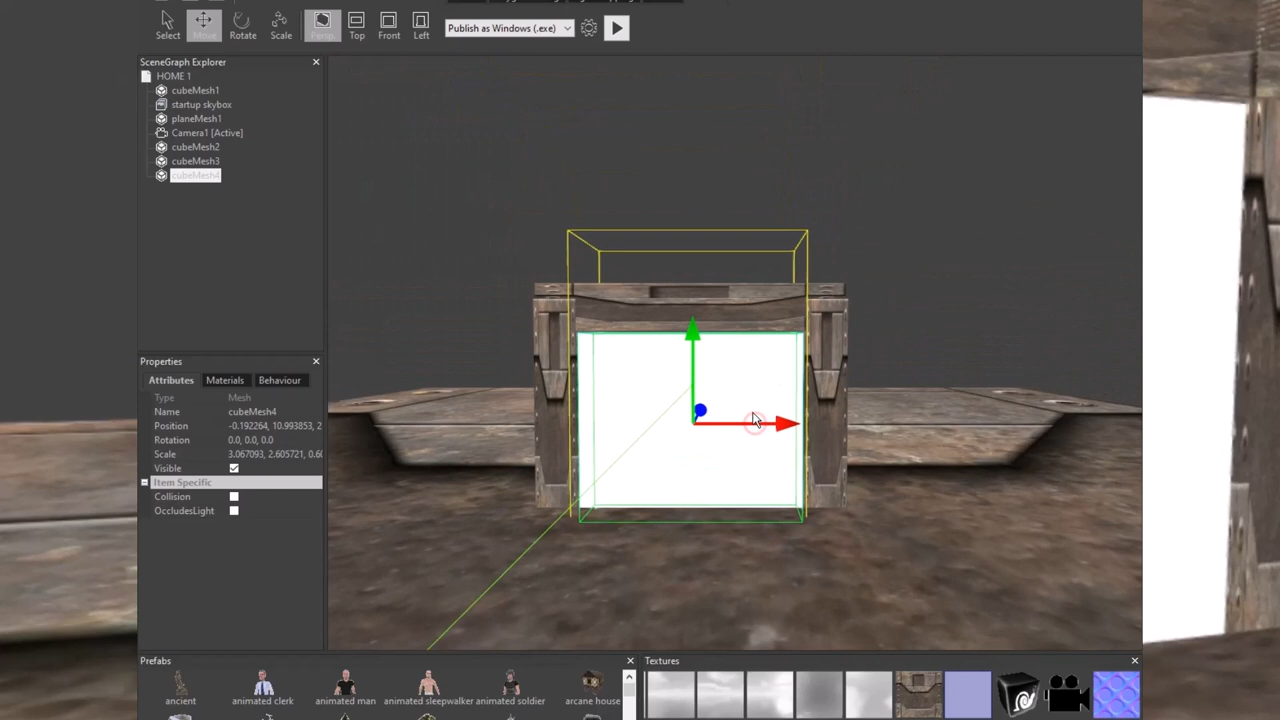 Select Move Rotate Scale Persp. Top Front Left Publish as Windows (.exe)
SceneGraph Explorer
HOME 1
cubeMesh1
startup skybox
planeMesh1
Camera1 [Active]
cubeMesh2
cubeMesh3
cubeMesh4
Properties
Attributes Materials Behaviour
Type Mesh
Name cubeMesh4
Position -0.192264, 10.993853, 2
Rotation 0.0, 0.0, 0.0
Scale 3.067093, 2.605721, 0.60
Visible
Item Specific
Collision
OccludesLight
Prefabs
ancient animated clerk animated man animated sleepwalker animated soldier arcane house
Textures